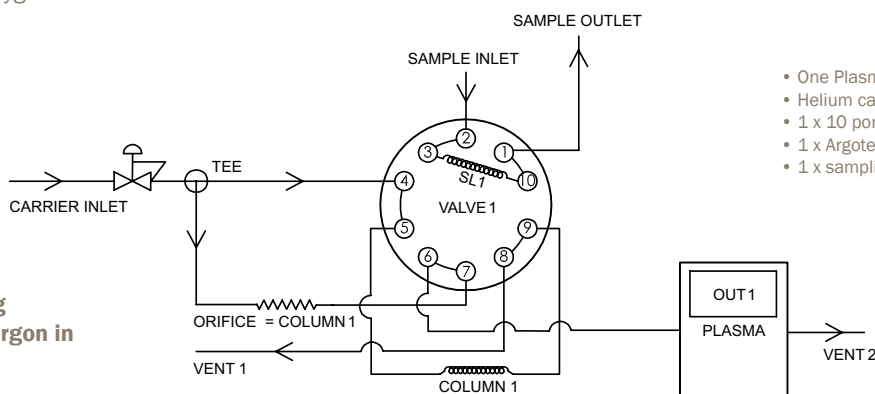 SAMPLE OUTLET
SAMPLE INLET
• One Plasm
• Helium ca
• 1 x 10 por
• 1 x Argote
• 1 x sampli
2
3
1
SL1
10
TEE
4
CARRIER INLET
VALVE 1
5
9
6
8
7
OUT 1
ORIFICE = COLUMN 1
PLASMA
rgon in
VENT 1
VENT 2
COLUMN 1